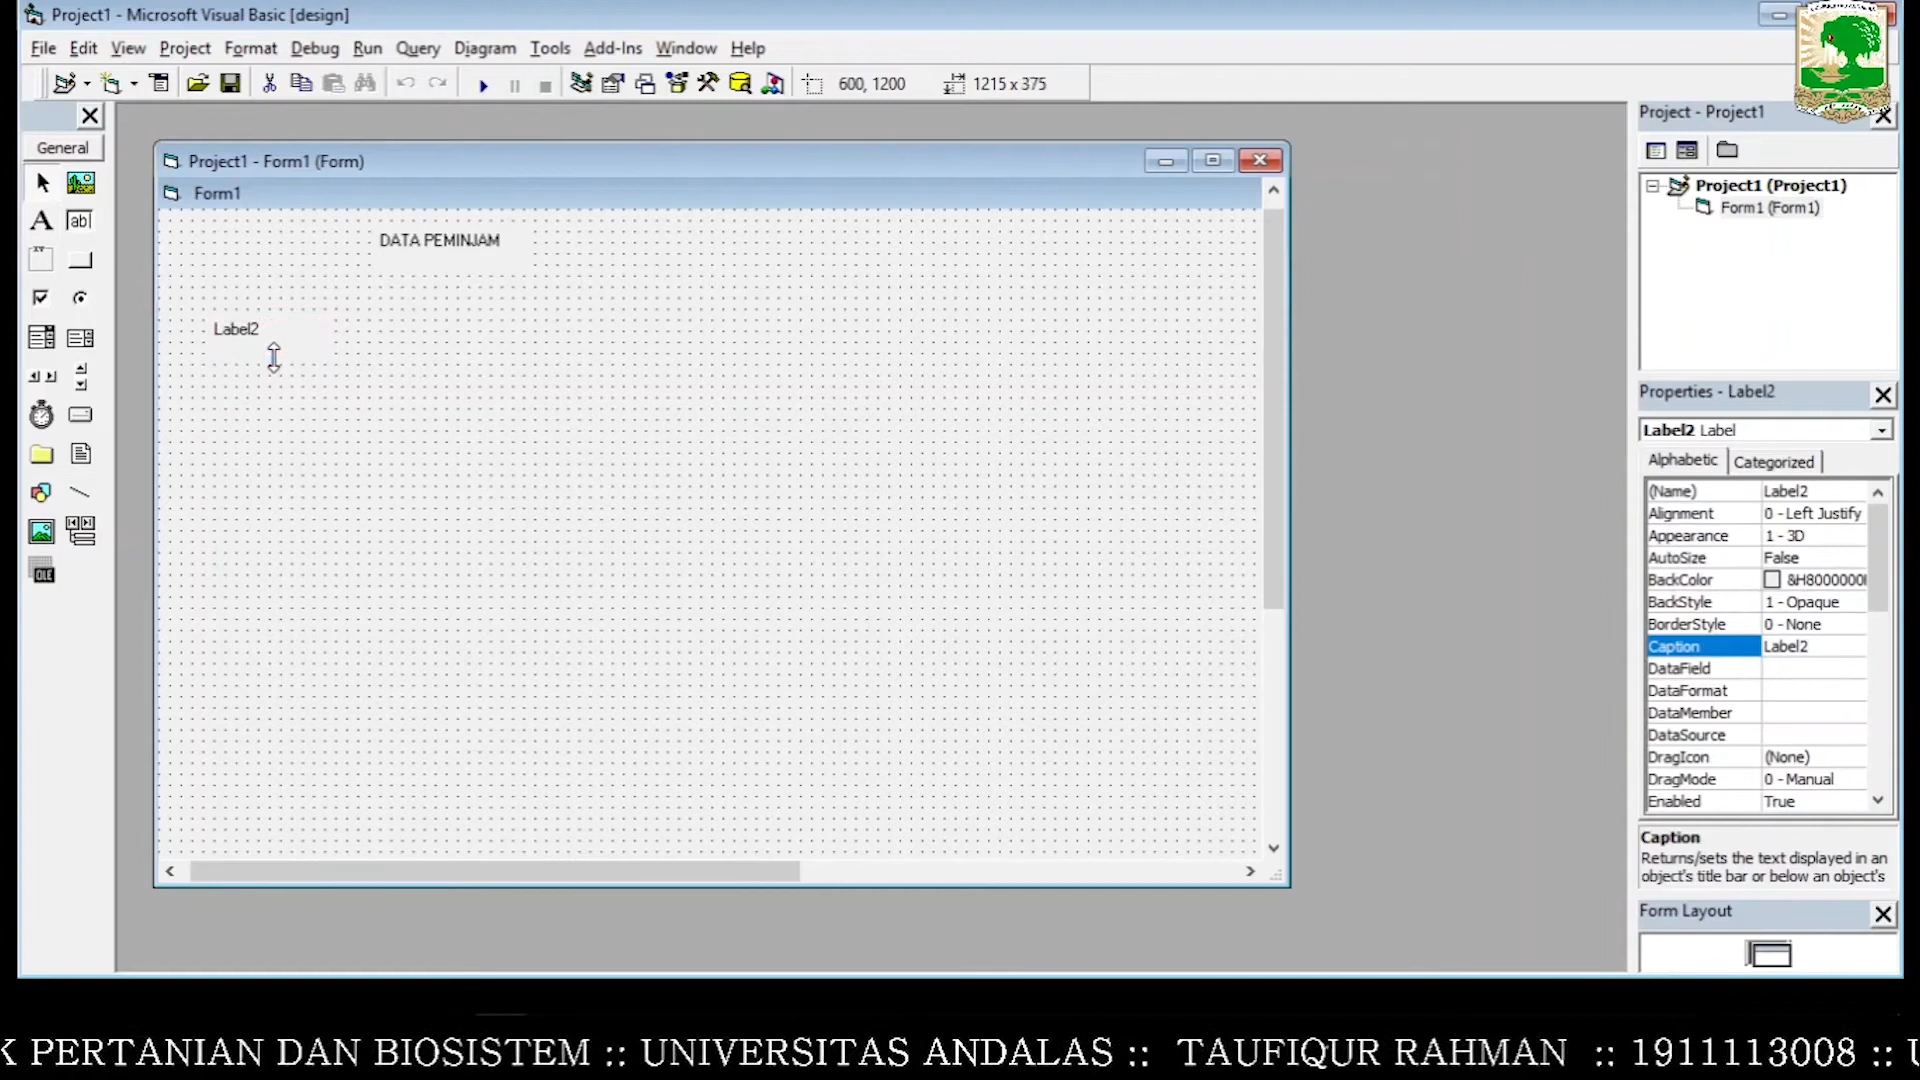 Project1 - Microsoft Visual Basic [design]
File Edit View Project Format Debug Run Query Diagram Tools Add-Ins Window Help
600, 1200 1215 x 375
General
Project1 - Form1 (Form)
Form1
DATA PEMINJAM
Label2
A ab|
XY
OLE
Project - Project1
Project1 (Project1)
Form1 (Form1)
Properties - Label2
Label2 Label
Alphabetic Categorized
(Name) Label2
Alignment 0 - Left Justify
Appearance 1 - 3D
AutoSize False
BackColor &H8000000
BackStyle 1 - Opaque
BorderStyle 0 - None
Caption Label2
DataField
DataFormat
DataMember
DataSource
DragIcon (None)
DragMode 0 - Manual
Enabled True
Caption
Returns/sets the text displayed in an
object's title bar or below an object's
Form Layout
K PERTANIAN DAN BIOSISTEM :: UNIVERSITAS ANDALAS :: TAUFIQUR RAHMAN :: 1911113008 :: U